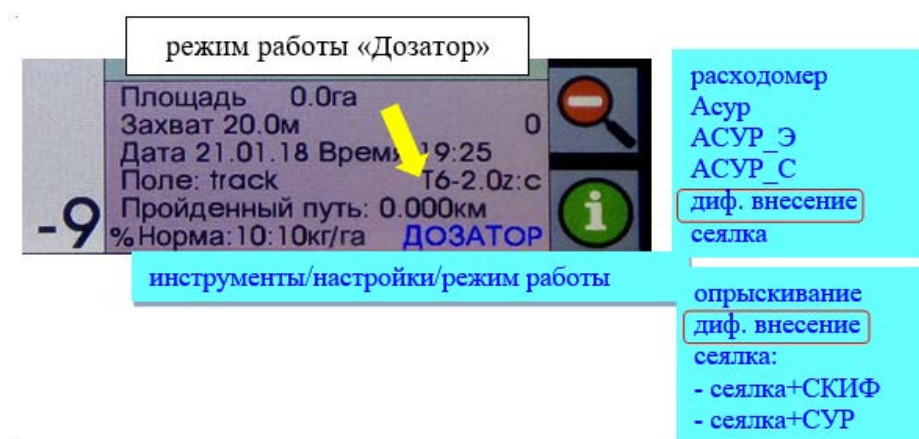 режим работы «Дозатор»
Площадь 0.0га
Захват 20.0м 0
Дата 21.01.18 Время 19:25
Поле: track T6-2.0z:c
Пройденный путь: 0.000км
-9
% Норма:10:10кг/га ДОЗАТОР
инструменты/настройки/режим работы
расходомер
Асур
АСУР_Э
АСУР_С
диф. внесение
сеялка
опрыскивание
диф. внесение
сеялка:
- сеялка+СКИФ
- сеялка+СУР